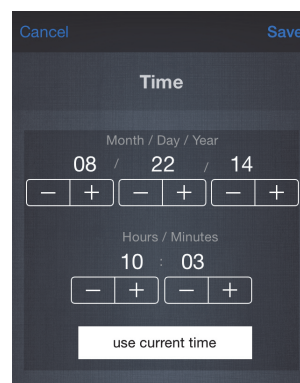 Cancel Save
Time
Month / Day / Year
08 / 22 / 14
− + − + − +
Hours / Minutes
10 : 03
− + − +
use current time